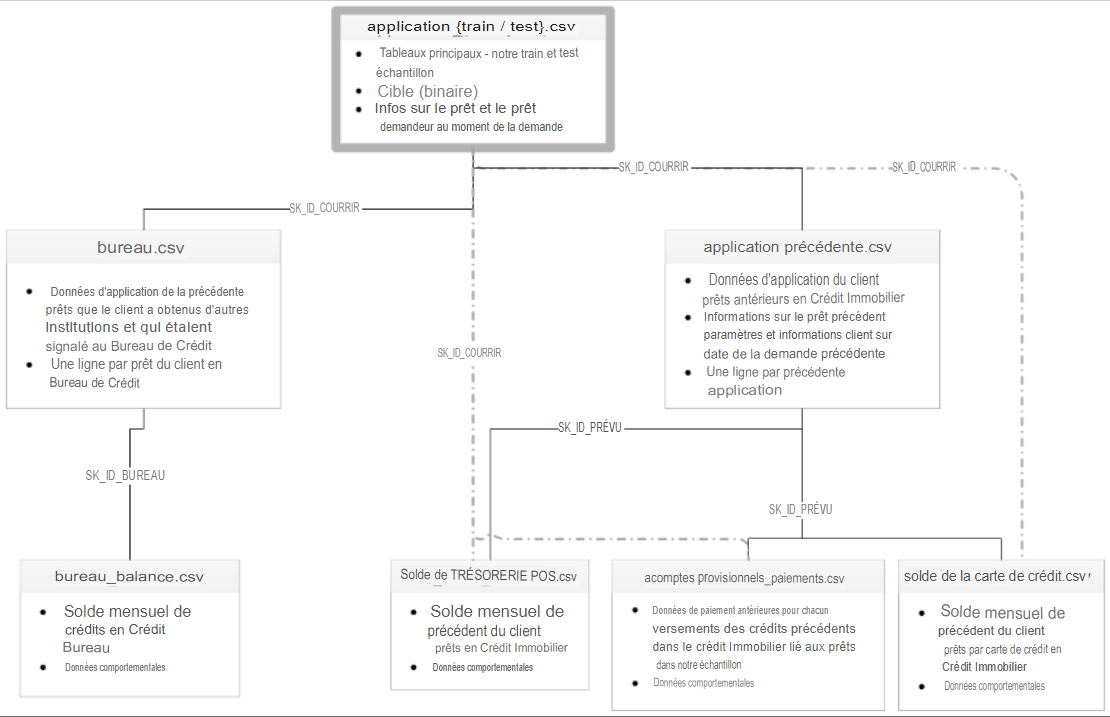 application {train / test}.csv
Tableaux principaux - notre train et test
échantillon
Cible (binaire)
Infos sur le prêt et le prêt
demandeur au moment de la demande
SK_ID_COURRIR
SK_ID_COURRIR
SK_ID_COURRIR
bureau.csv
Données d'application de la précédente
prêts que le client a obtenus d'autres
institutions et qui étaient
signalé au Bureau de Crédit
Une ligne par prêt du client en
Bureau de Crédit
application précédente.csv
Données d'application du client
prêts antérieurs en Crédit Immobilier
Informations sur le prêt précédent
paramètres et informations client sur
date de la demande précédente
Une ligne par précédente
application
SK_ID_COURRIR
SK_ID_PRÉVU
SK_ID_BUREAU
SK_ID_PRÉVU
bureau_balance.csv
Solde mensuel de
crédits en Crédit
Bureau
Données comportementales
Solde de TRÉSORERIE POS.csv
Solde mensuel de
précédent du client
prêts en Crédit Immobilier
Données comportementales
acomptes provisionnels_paiements.csv
Données de paiement antérieures pour chacun
versements des crédits précédents
dans le crédit Immobilier lié aux prêts
dans notre échantillon
Données comportementales
solde de la carte de crédit.csv'
Solde mensuel de
précédent du client
prêts par carte de crédit en
Crédit Immobilier
Données comportementales